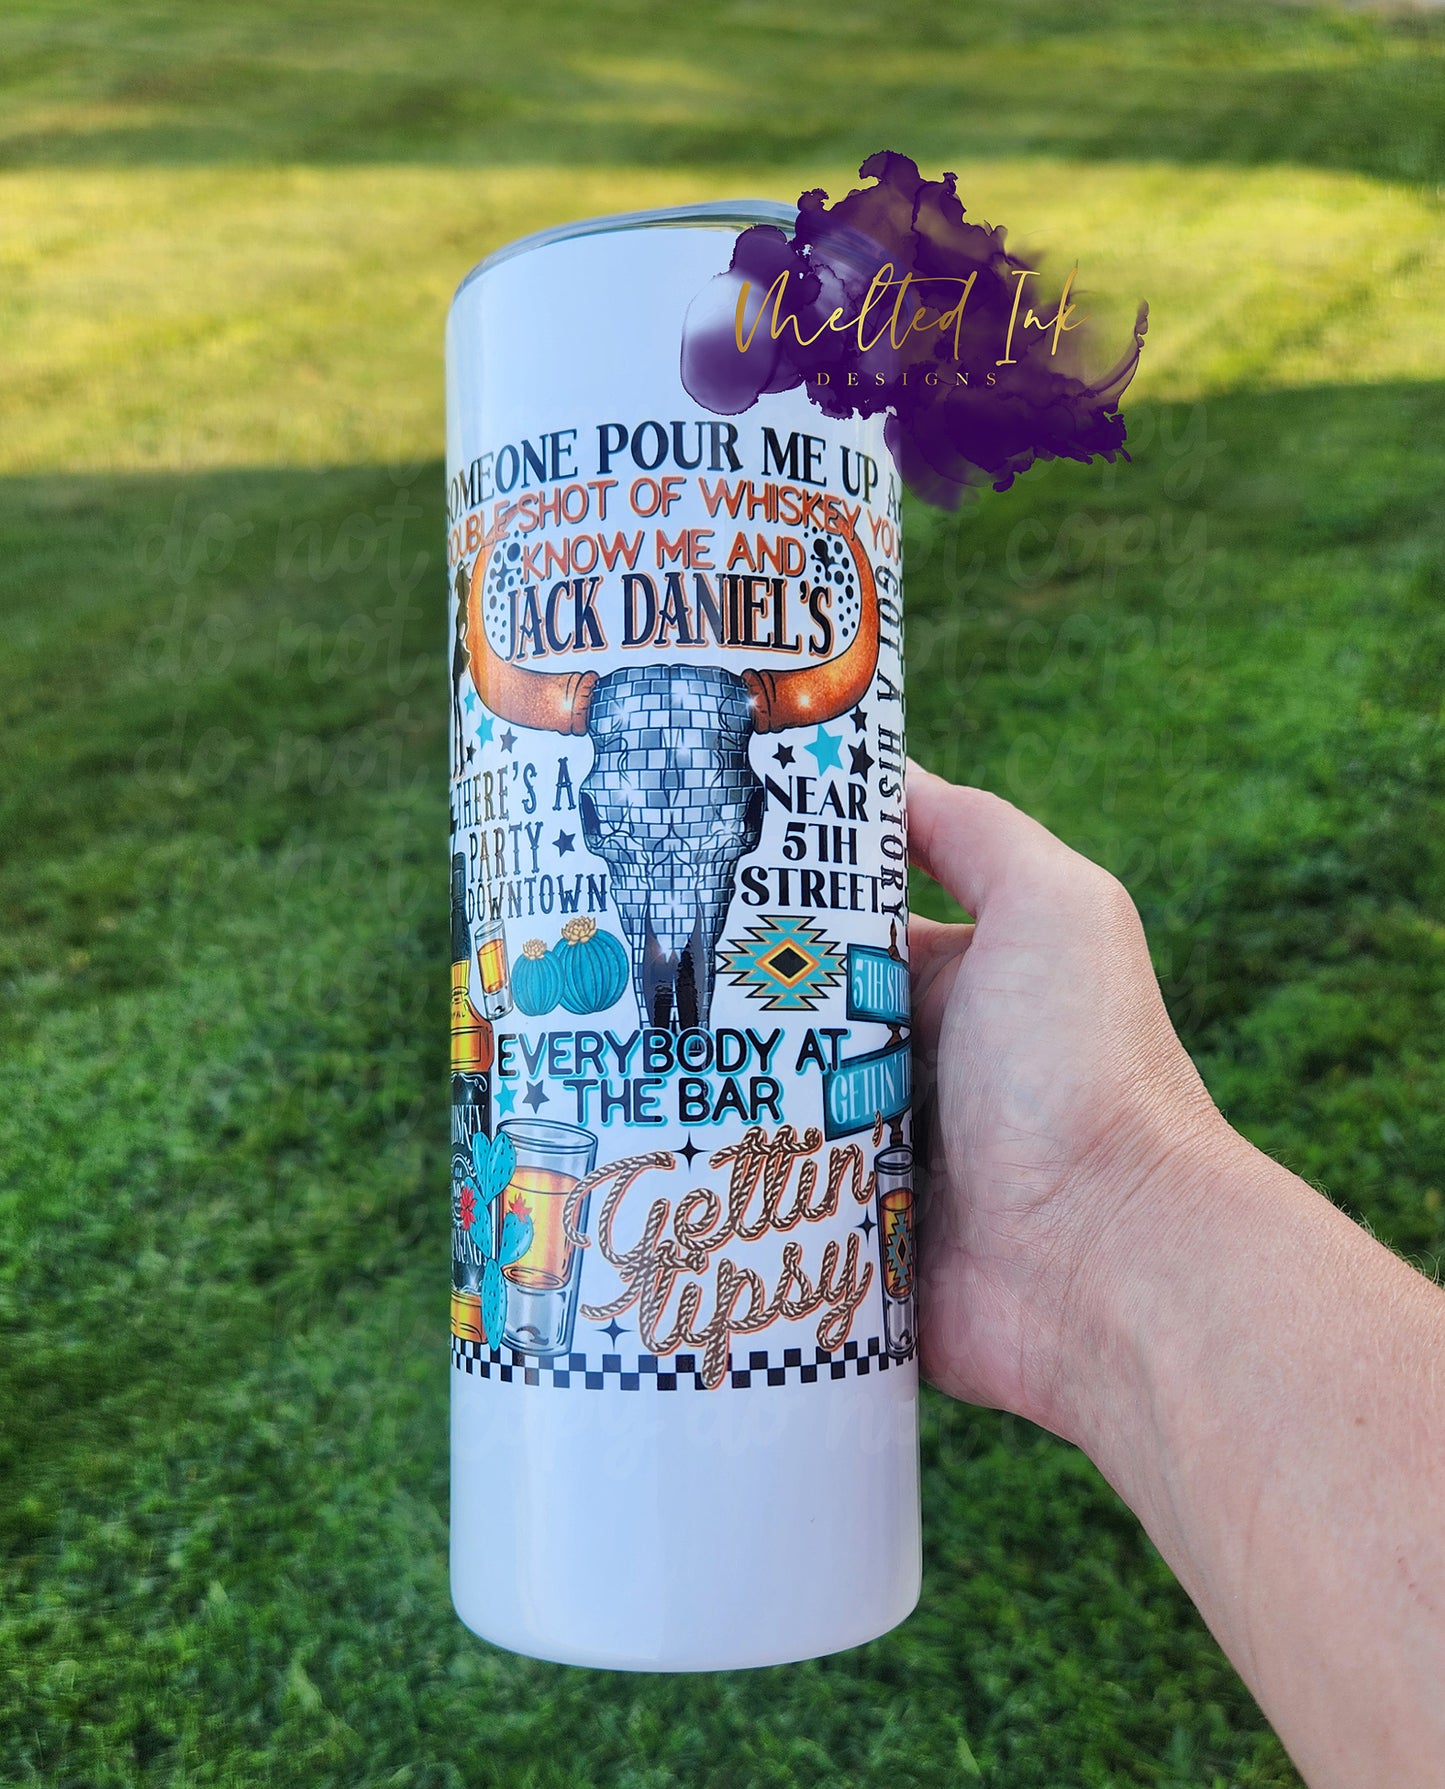 Melted Ink
DESIGNS
SOMEONE POUR ME UP A
DOUBLE SHOT OF WHISKEY YOU
KNOW ME AND
JACK DANIEL'S
GOT A HISTORY
THERE'S A
PARTY
DOWNTOWN
NEAR
5TH
STREET
5TH
EVERYBODY AT
THE BAR
GETTIN
WHISKEY
Gettin'
tipsy
do not copy